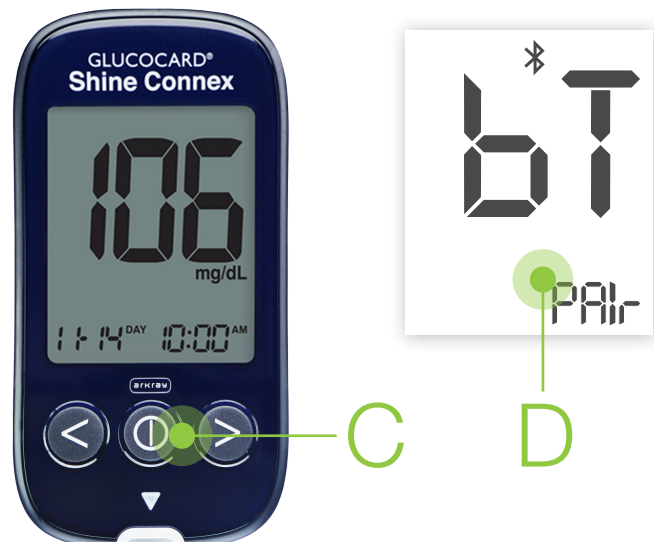 GLUCOCARD®
Shine Connex
106
mg/dL
11-14 DAY 10:00 AM
arkray
< >
C
bT
PAIr
D